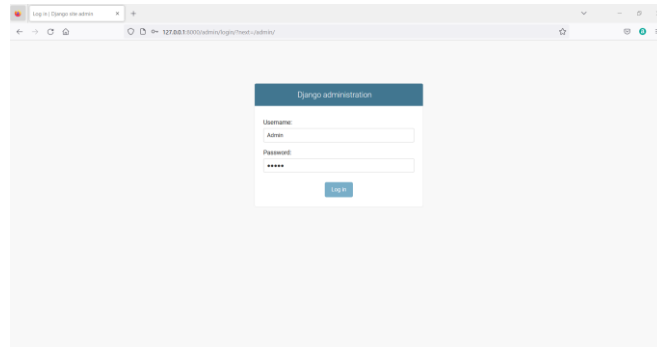 Log in | Django site admin
127.0.0.1:8000/admin/login/?next=/admin/
Django administration
Username:
Admin
Password:
•••••
Log in